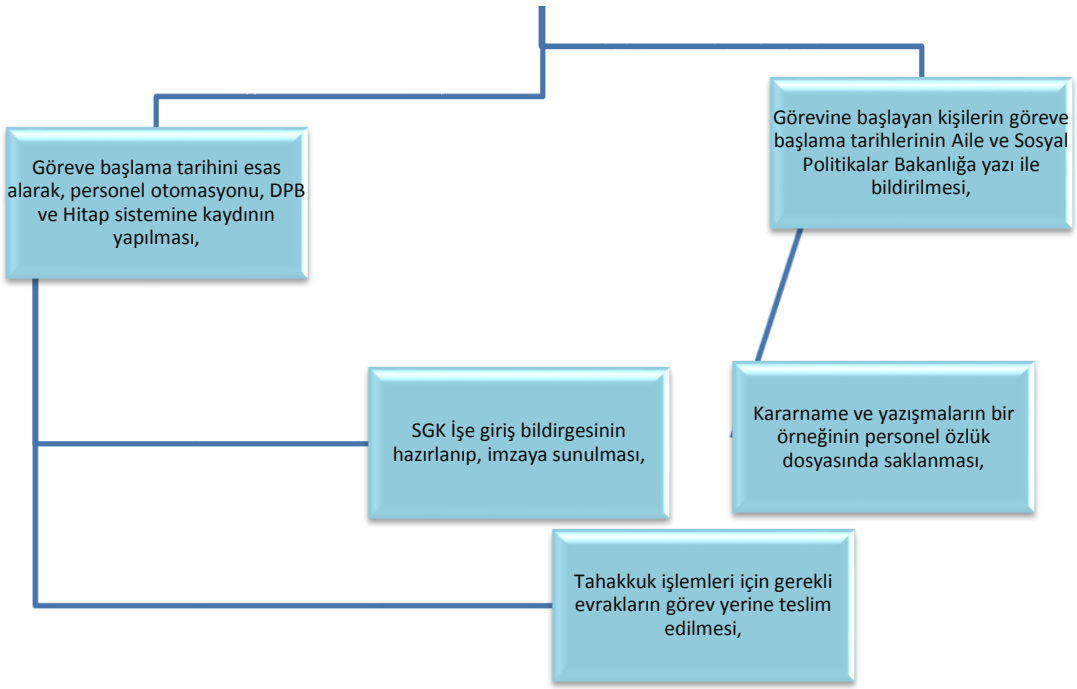 Göreve başlama tarihini esas
alarak, personel otomasyonu, DPB
ve Hitap sistemine kaydının
yapılması,
Görevine başlayan kişilerin göreve
başlama tarihlerinin Aile ve Sosyal
Politikalar Bakanlığa yazı ile
bildirilmesi,
SGK İşe giriş bildirgesinin
hazırlanıp, imzaya sunulması,
Kararname ve yazışmaların bir
örneğinin personel özlük
dosyasında saklanması,
Tahakkuk işlemleri için gerekli
evrakların görev yerine teslim
edilmesi,